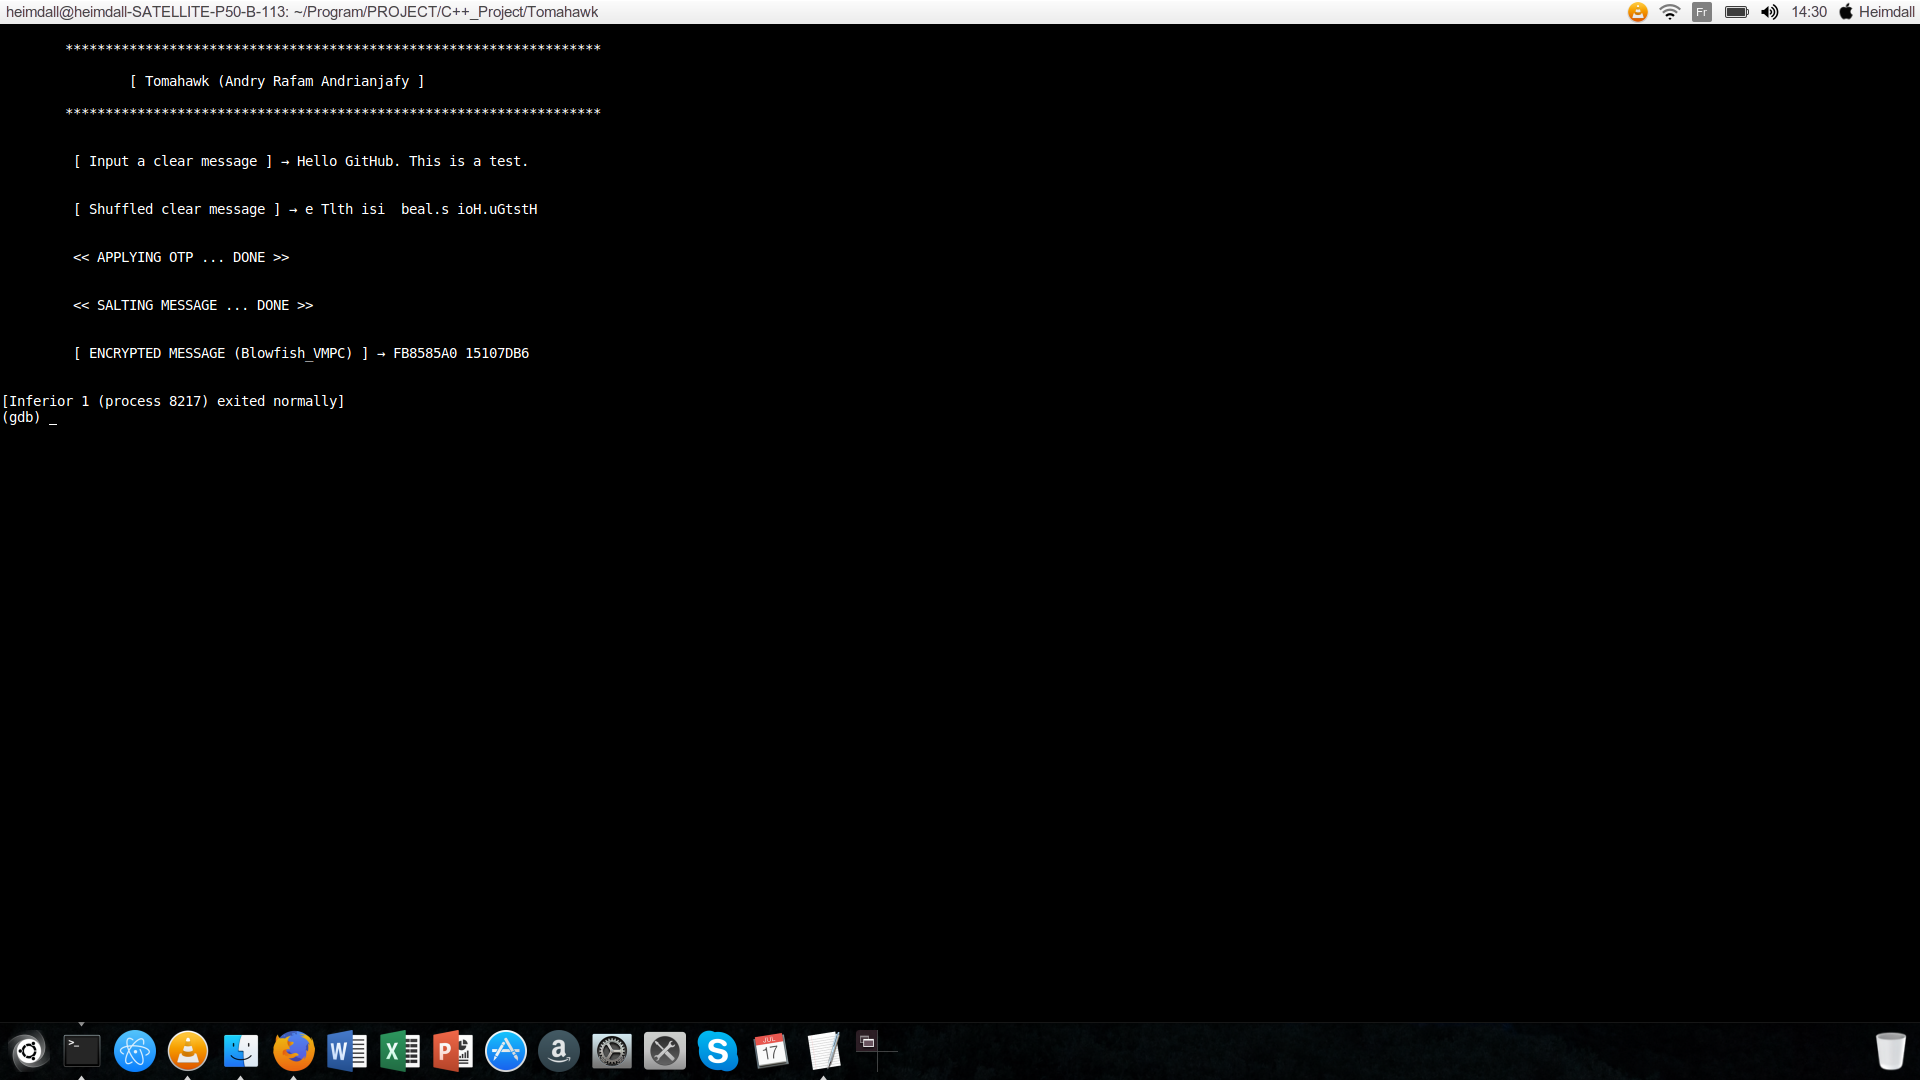 heimdall@heimdall-SATELLITE-P50-B-113: ~/Program/PROJECT/C++_Project/Tomahawk
Fr
14:30
Heimdall
*******************************************************************
[ Tomahawk (Andry Rafam Andrianjafy ]
*******************************************************************
[ Input a clear message ] → Hello GitHub. This is a test.
[ Shuffled clear message ] → e Tlth isi  beal.s ioH.uGtstH
<< APPLYING OTP ... DONE >>
<< SALTING MESSAGE ... DONE >>
[ ENCRYPTED MESSAGE (Blowfish_VMPC) ] → FB8585A0 15107DB6
[Inferior 1 (process 8217) exited normally]
(gdb) _
>_
W
X
P
a
S
JUL
17